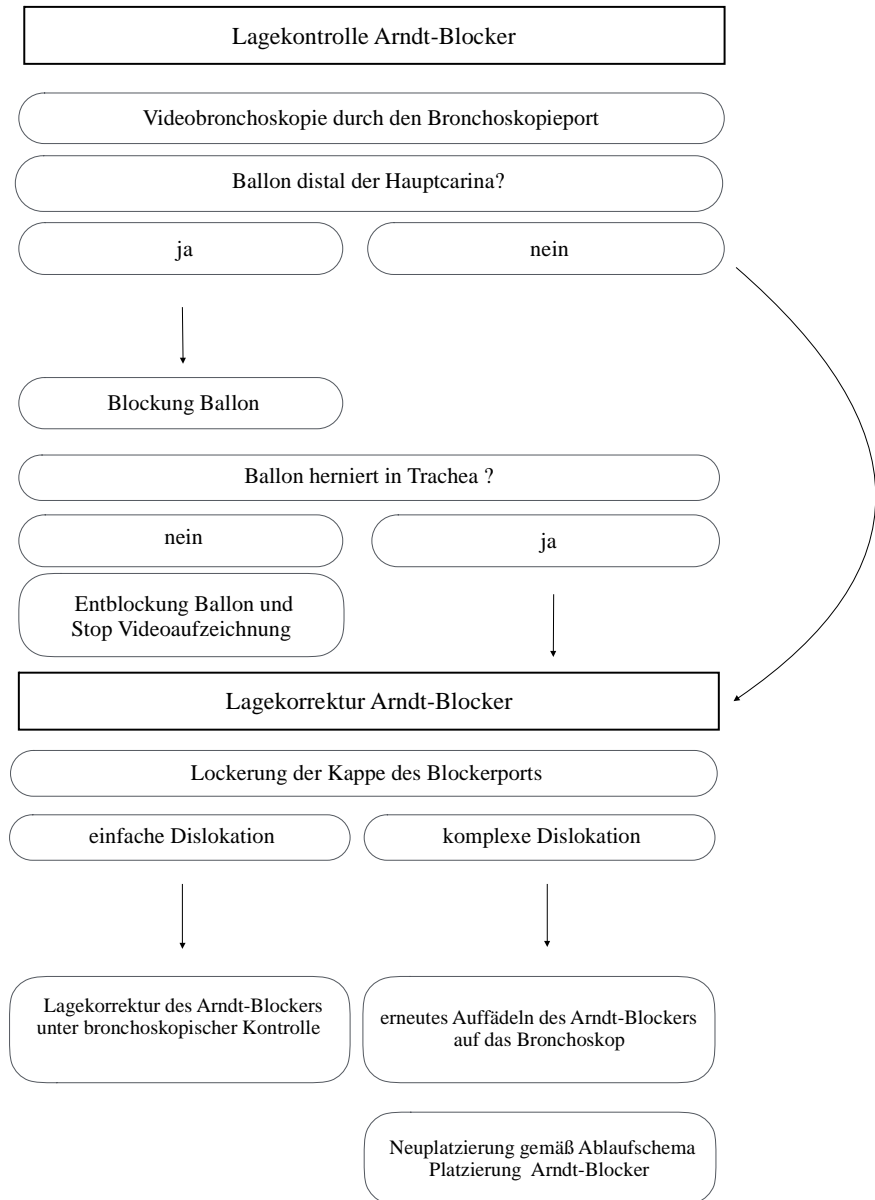 Lagekontrolle Arndt-Blocker
Videobronchoskopie durch den Bronchoskopieport
Ballon distal der Hauptcarina?
ja
nein
Blockung Ballon
Ballon herniert in Trachea ?
nein
ja
Entblockung Ballon und
Stop Videoaufzeichnung
Lagekorrektur Arndt-Blocker
Lockerung der Kappe des Blockerports
einfache Dislokation
komplexe Dislokation
Lagekorrektur des Arndt-Blockers
unter bronchoskopischer Kontrolle
erneutes Auffädeln des Arndt-Blockers
auf das Bronchoskop
Neuplatzierung gemäß Ablaufschema
Platzierung Arndt-Blocker